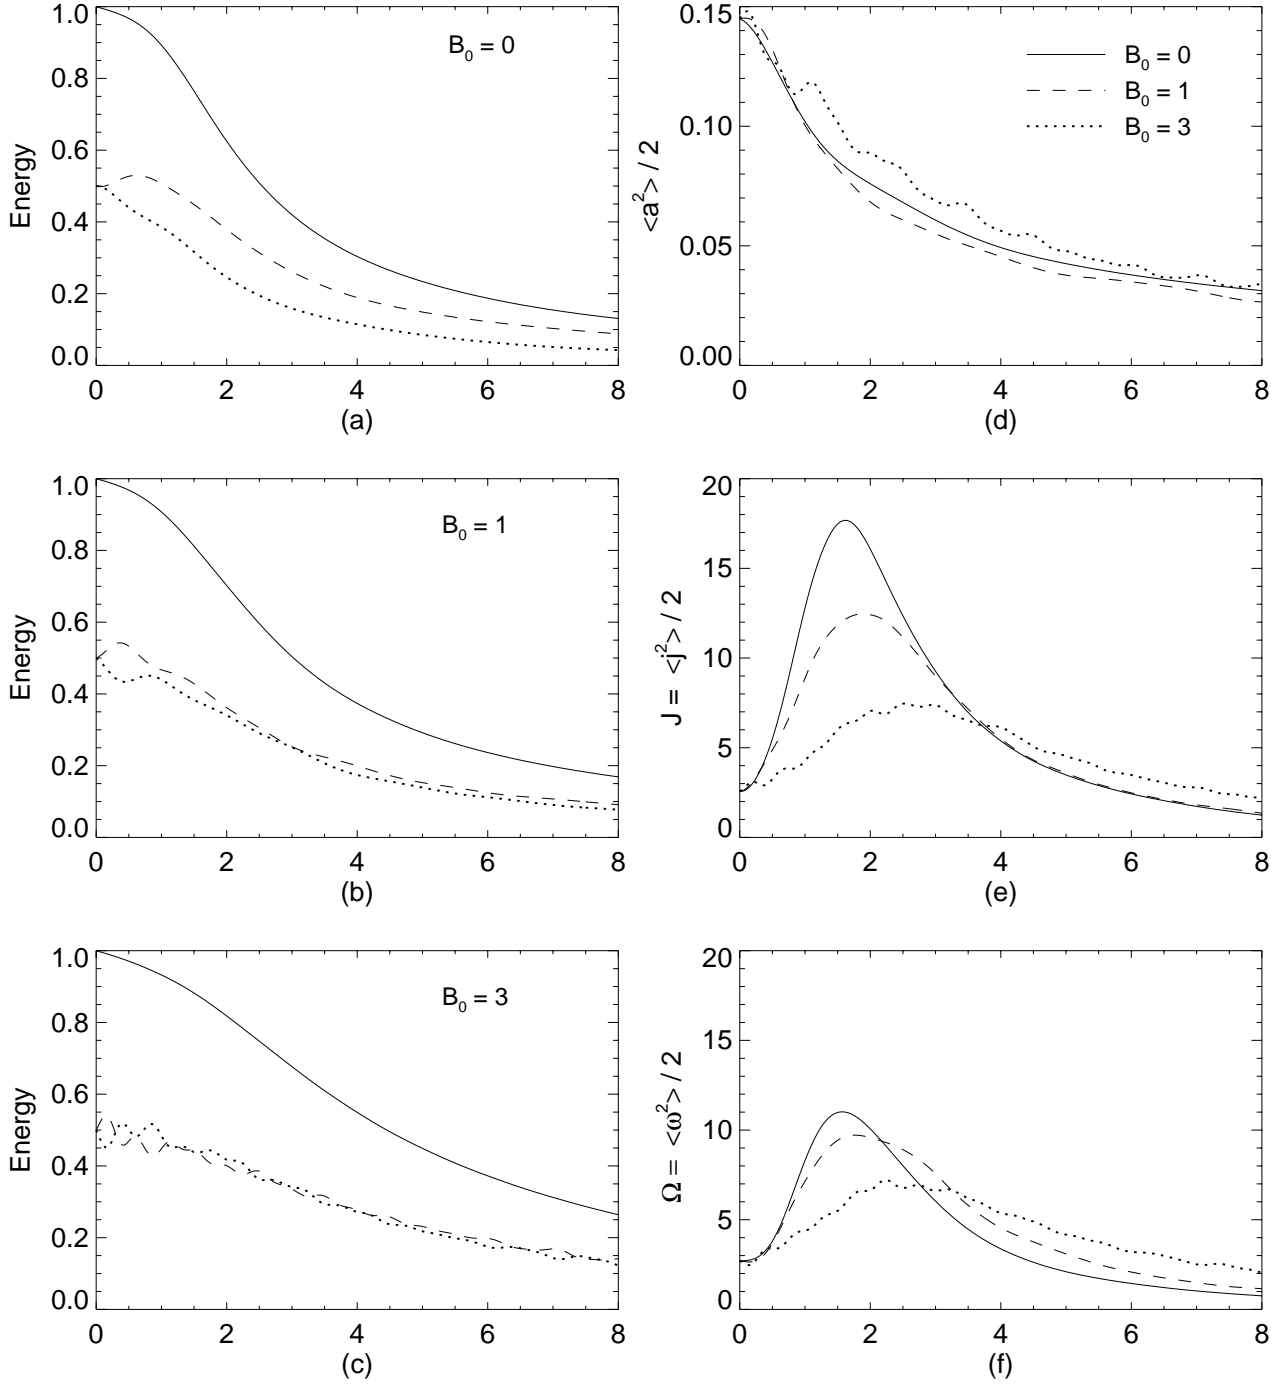 1.0
0.8
0.6
0.4
0.2
0.0
Energy
B₀ = 0
0 2 4 6 8
(a)
0.15
0.10
0.05
0.00
<a²> / 2
B₀ = 0
B₀ = 1
B₀ = 3
0 2 4 6 8
(d)
1.0
0.8
0.6
0.4
0.2
0.0
Energy
B₀ = 1
0 2 4 6 8
(b)
20
15
10
5
0
J = <j²> / 2
0 2 4 6 8
(e)
1.0
0.8
0.6
0.4
0.2
0.0
Energy
B₀ = 3
0 2 4 6 8
(c)
20
15
10
5
0
Ω = <ω²> / 2
0 2 4 6 8
(f)